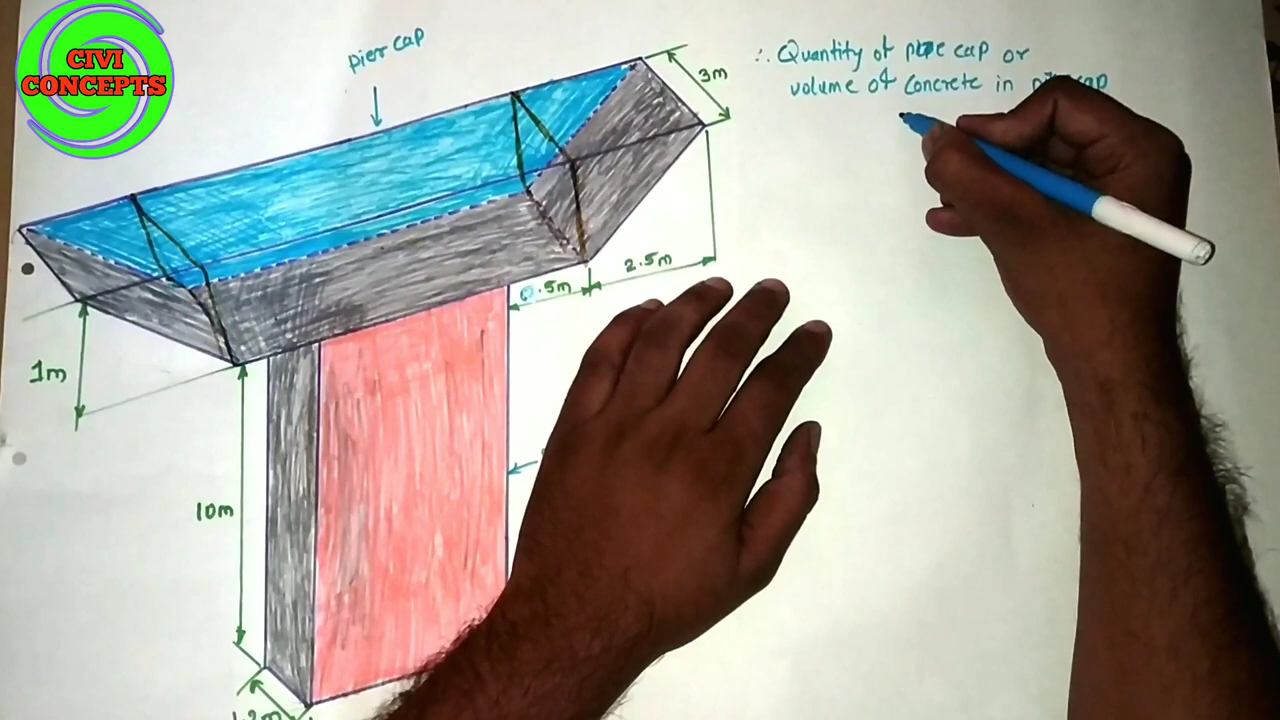 CIVI
CONCEPTS
pier cap
3m
∴ Quantity of cap or
volume of concrete in cap
2.5m
0.5m
1m
10m